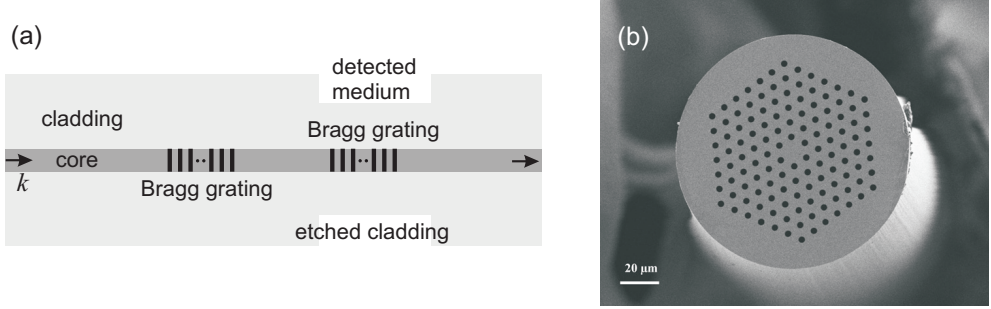 (a)
detected
medium
cladding
Bragg grating
core
k
Bragg grating
etched cladding
(b)
20 µm